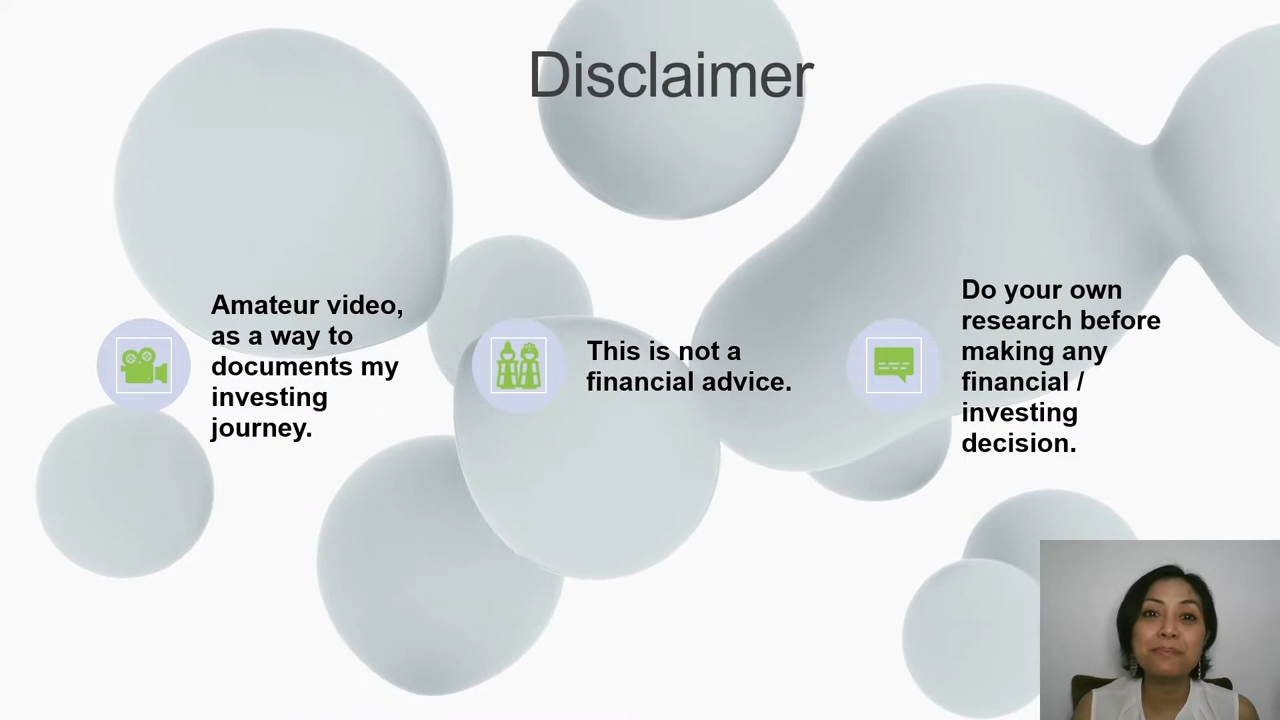 Disclaimer
Amateur video,
as a way to
documents my
investing
journey.
This is not a
financial advice.
Do your own
research before
making any
financial /
investing
decision.